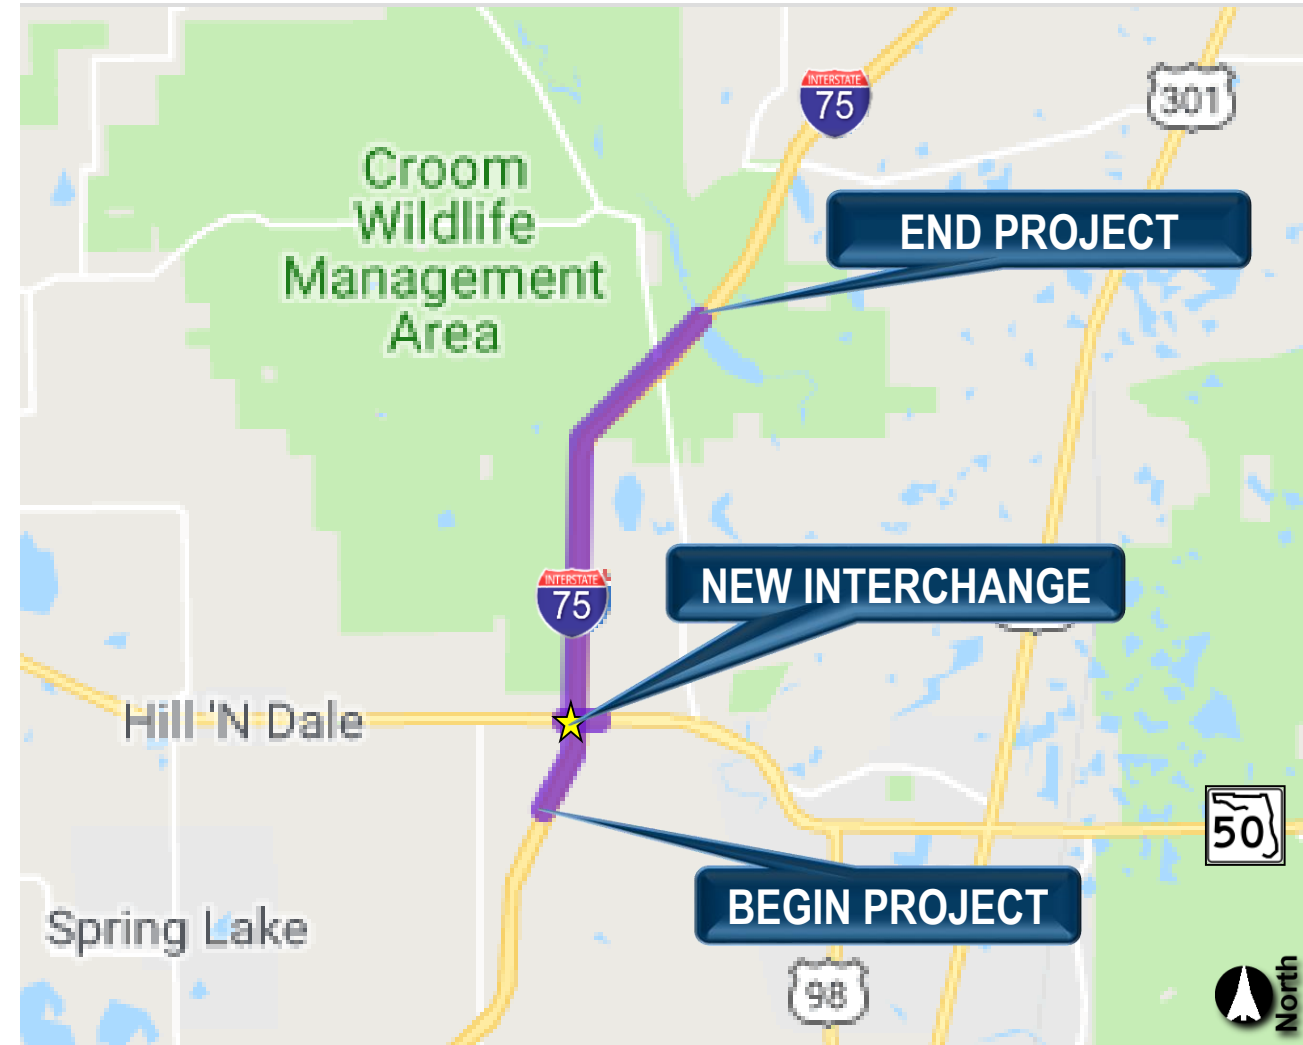 INTERSTATE
75
301
Croom
Wildlife
Management
Area
END PROJECT
NEW INTERCHANGE
INTERSTATE
75
Hill 'N Dale
50
BEGIN PROJECT
Spring Lake
98
North